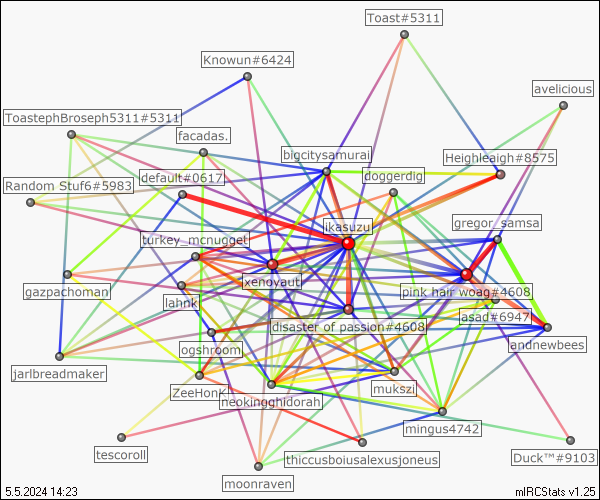 Toast#5311
Knowun#6424
avelicious
ToastephBroseph5311#5311
facadas.
bigcitysamurai
Heighleaigh#8575
default#0617
doggerdig
Random Stuf6#5983
ikasuzu
gregor_samsa
turkey_mcnugget
xenovaut
pink hair woag#4608
gazpachoman
lahnk
asad#6947
disaster of passion#4608
andnewbees
ogshroom
jarlbreadmaker
mukszi
ZeeHonk
neokingghidorah
mingus4742
tescoroll
thiccusboiusalexusjoneus
Duck™#9103
moonraven
5.5.2024 14:23
mIRCStats v1.25